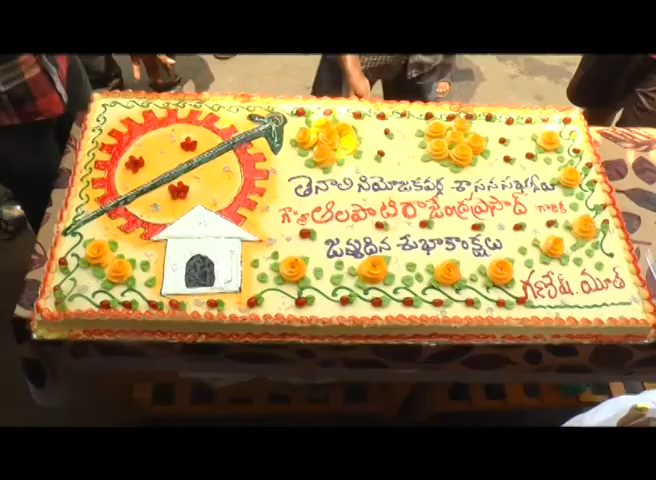 తెనాలి నియోజకవర్గ శాసనసభ్యులు
గౌ॥ ఆలపాటి రాజేంద్రప్రసాద్ గారికి
జన్మదిన శుభాకాంక్షలు
గణేష్.. మూత